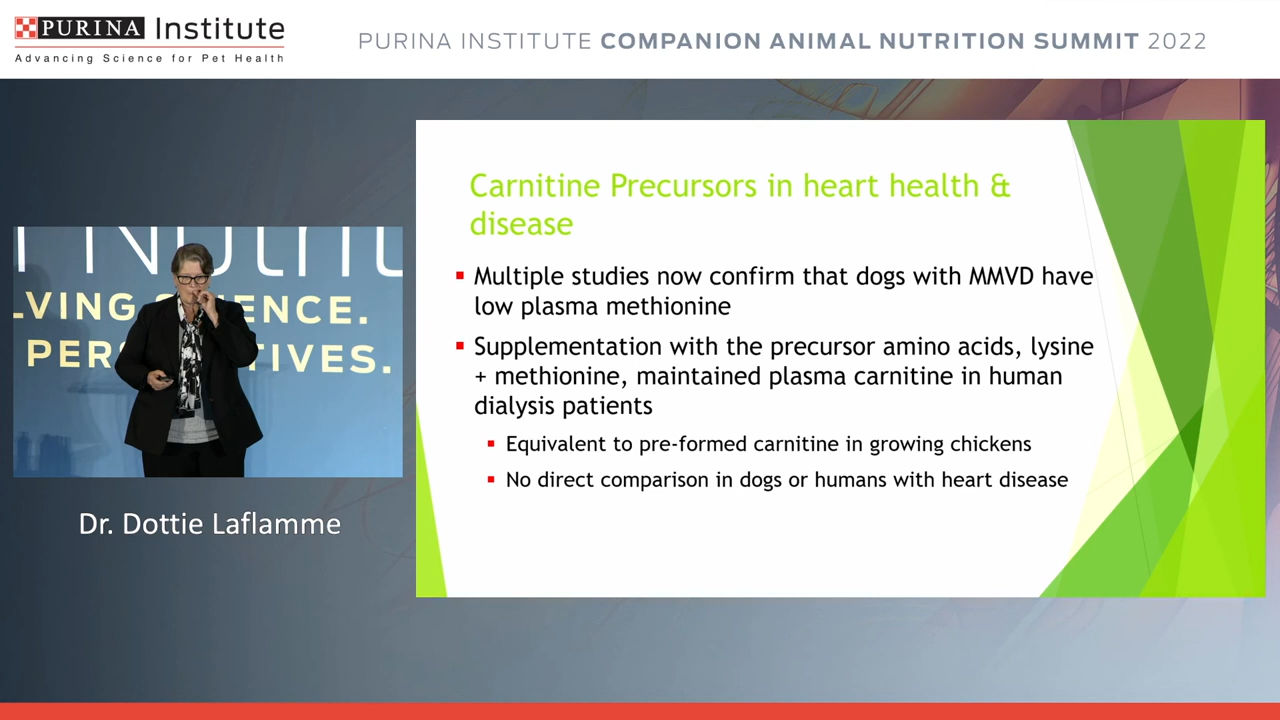 PURINA Institute
Advancing Science for Pet Health
PURINA INSTITUTE COMPANION ANIMAL NUTRITION SUMMIT 2022
Carnitine Precursors in heart health &
disease
Multiple studies now confirm that dogs with MMVD have
low plasma methionine
Supplementation with the precursor amino acids, lysine
+ methionine, maintained plasma carnitine in human
dialysis patients
Equivalent to pre-formed carnitine in growing chickens
No direct comparison in dogs or humans with heart disease
Dr. Dottie Laflamme